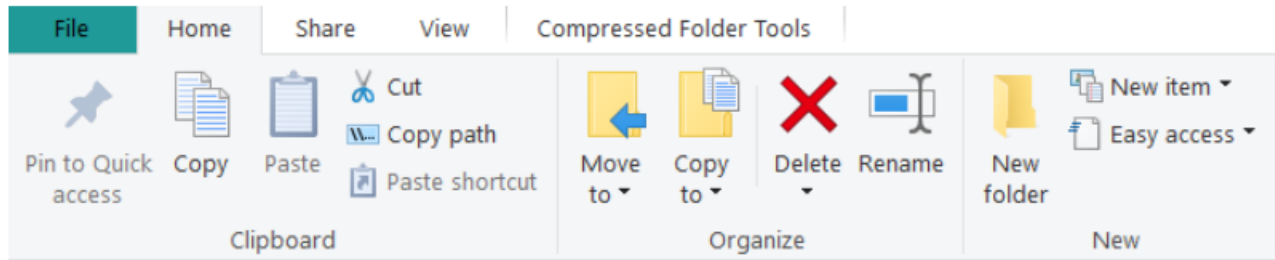 File Home Share View Compressed Folder Tools
Pin to Quick access
Copy
Paste
Cut
W... Copy path
Paste shortcut
Clipboard
Move to
Copy to
Delete
Rename
Organize
New folder
New item
Easy access
New